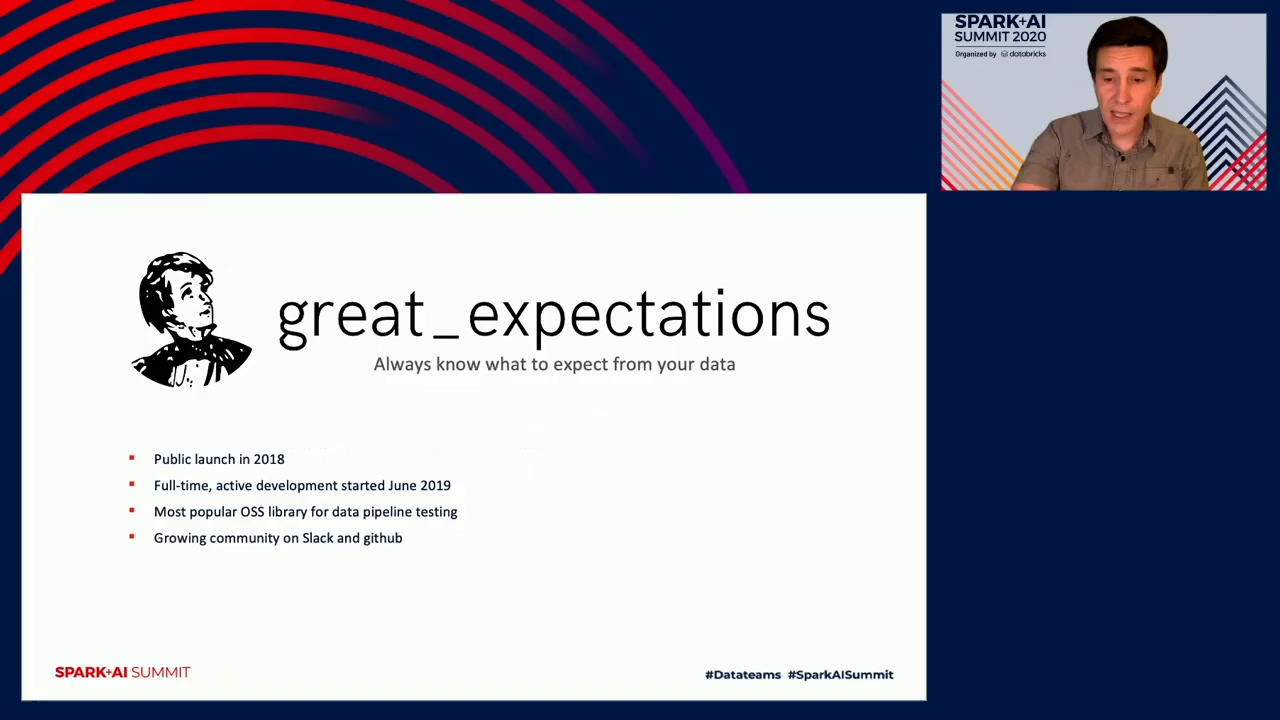 SPARK+AI
SUMMIT 2020
Organized by databricks
great_expectations
Always know what to expect from your data
Public launch in 2018
Full-time, active development started June 2019
Most popular OSS library for data pipeline testing
Growing community on Slack and github
SPARK+AI SUMMIT
#Datateams #SparkAISummit